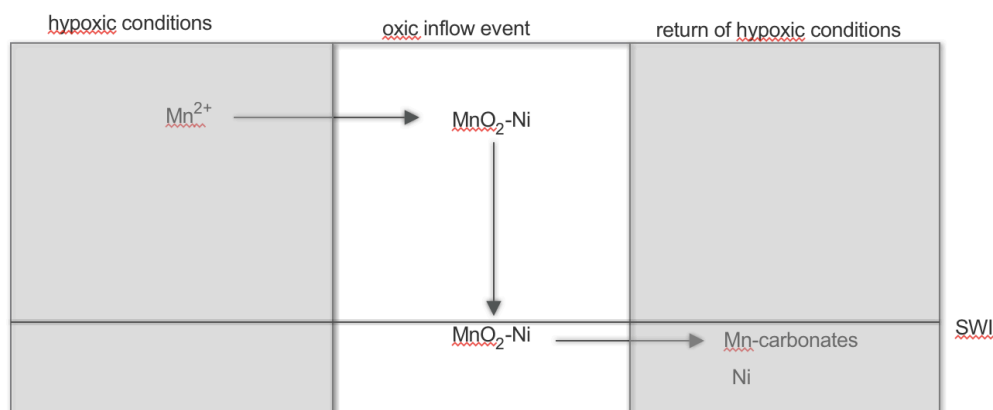 hypoxic conditions
oxic inflow event
return of hypoxic conditions
Mn²⁺
MnO₂-Ni
MnO₂-Ni
SWI
Mn-carbonates
Ni